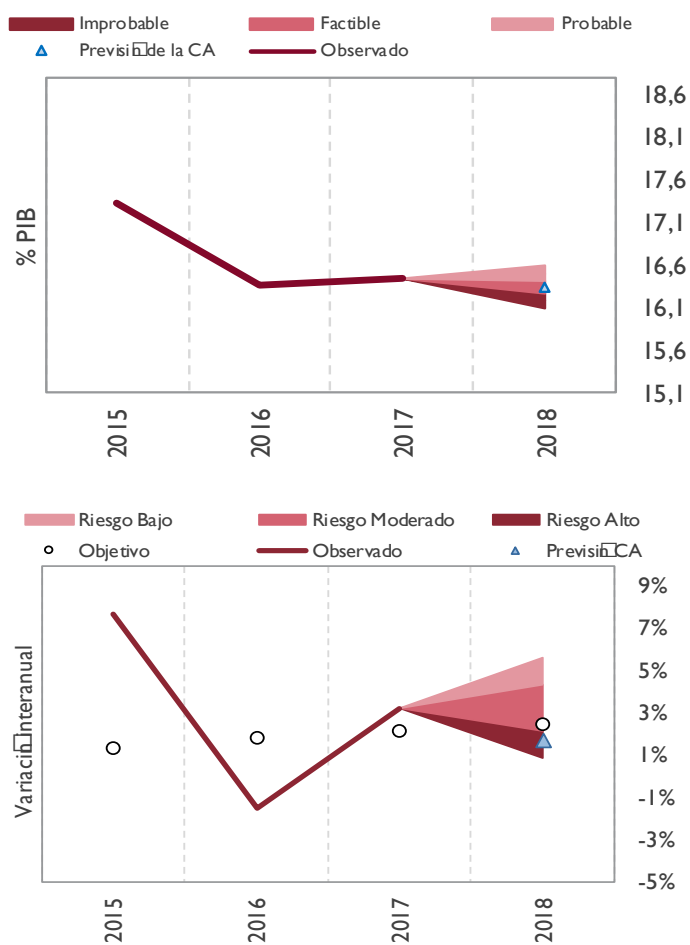 Improbable Factible Probable
Previsi□de la CA Observado
18,6
18,1
17,6
17,1
16,6
16,1
15,6
15,1
% PIB
2015 2016 2017 2018
Riesgo Bajo Riesgo Moderado Riesgo Alto
Objetivo Observado Previsin□CA
9%
7%
5%
3%
1%
-1%
-3%
-5%
Variaci□interanual
2015 2016 2017 2018